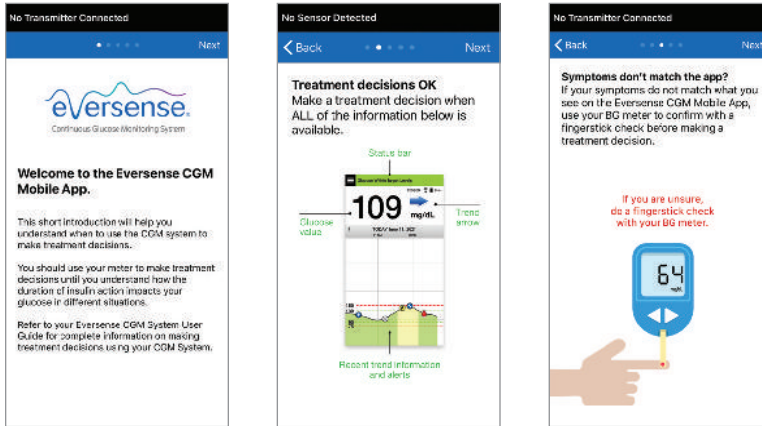 No Transmitter Connected
Next
eversense.
Continuous Glucose Monitoring System
Welcome to the Eversense CGM
Mobile App.
This short introduction will help you
understand when to use the CGM system to
make treatment decisions.
You should use your meter to make treatment
decisions until you understand how the
duration of insulin action impacts your
glucose in different situations.
Refer to your Eversense CGM System User
Guide for complete information on making
treatment decisions using your CGM System.
No Sensor Detected
Back
Next
Treatment decisions OK
Make a treatment decision when
ALL of the information below is
available.
Status bar
109
mg/dL
Glucose
value
Trend
arrow
Recent trend information
and alerts
No Transmitter Connected
Back
Next
Symptoms don't match the app?
If your symptoms do not match what you
see on the Eversense CGM Mobile App,
use your BG meter to confirm with a
fingerstick check before making a
treatment decision.
If you are unsure,
do a fingerstick check
with your BG meter.
64
mg/dL